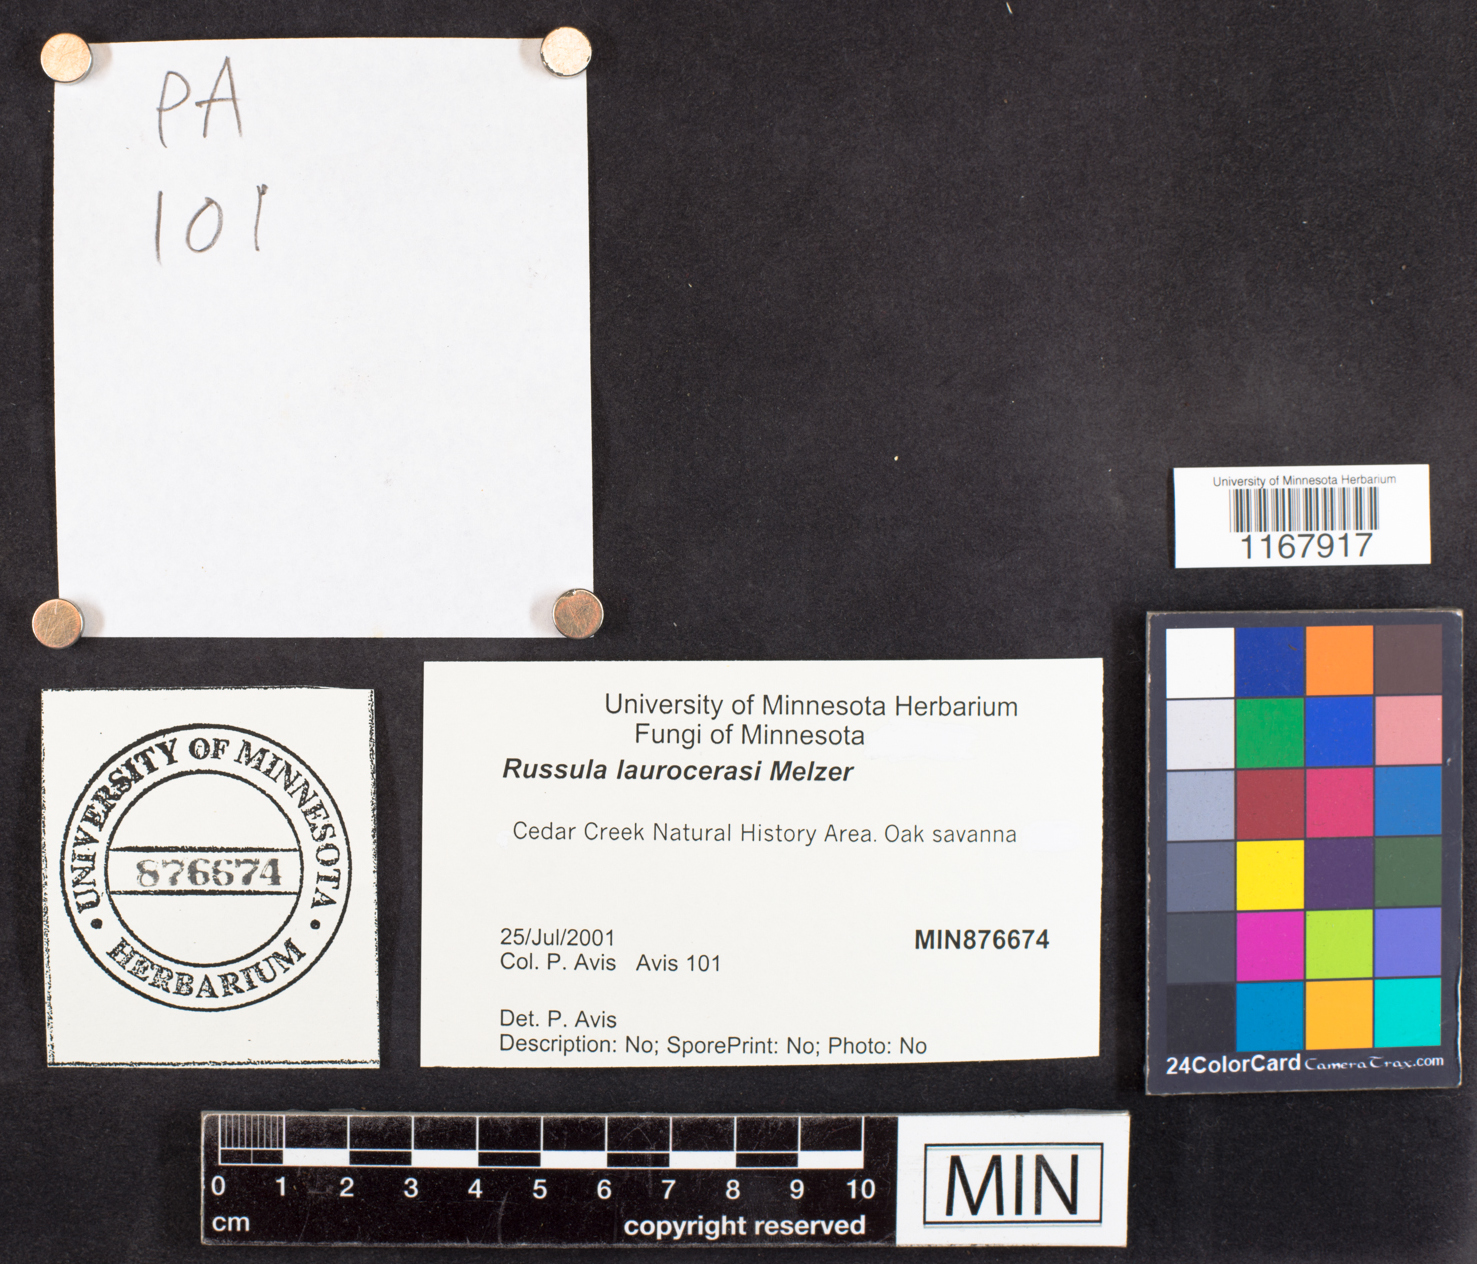 PA
101
University of Minnesota Herbarium
1167917
UNIVERSITY OF MINNESOTA
876674
• HERBARIUM •
University of Minnesota Herbarium
Fungi of Minnesota
Russula laurocerasi Melzer
Cedar Creek Natural History Area. Oak savanna
25/Jul/2001
MIN876674
Col. P. Avis Avis 101
Det. P. Avis
Description: No; SporePrint: No; Photo: No
24ColorCard CameraTrax.com
0 1 2 3 4 5 6 7 8 9 10
cm
copyright reserved
MIN